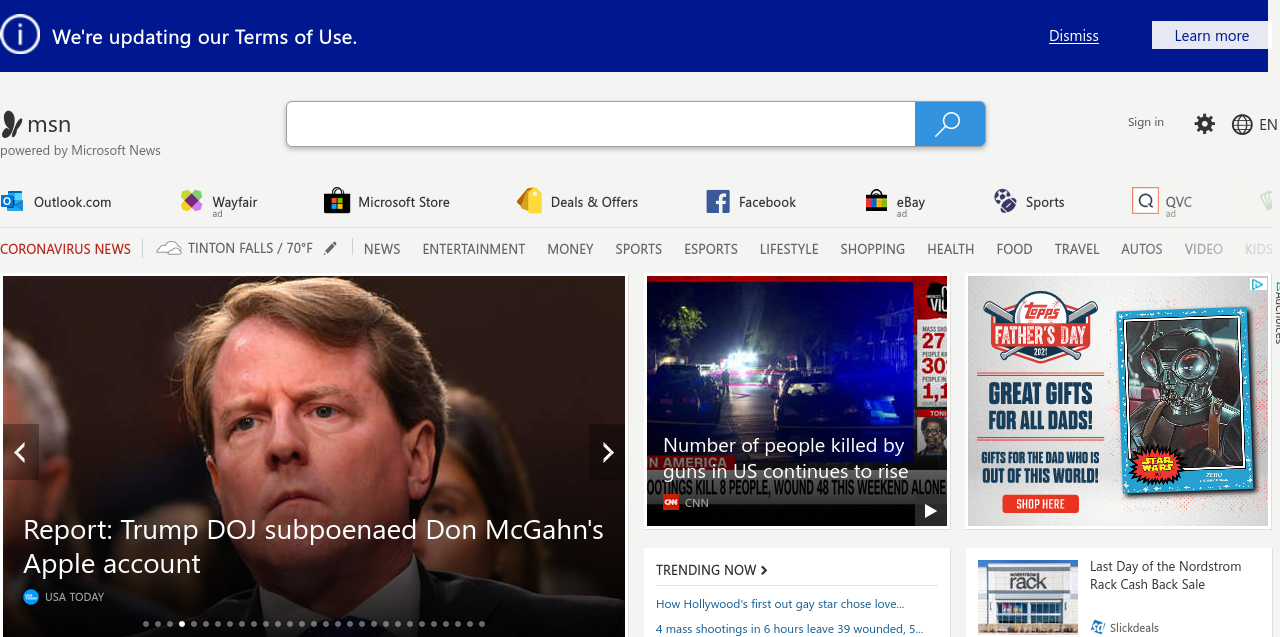 We're updating our Terms of Use.
Dismiss
Learn more
msn
powered by Microsoft News
Sign in
EN
Outlook.com
Wayfair
ad
Microsoft Store
Deals & Offers
Facebook
eBay
ad
Sports
QVC
ad
CORONAVIRUS NEWS
TINTON FALLS / 70°F
NEWS
ENTERTAINMENT
MONEY
SPORTS
ESPORTS
LIFESTYLE
SHOPPING
HEALTH
FOOD
TRAVEL
AUTOS
VIDEO
KIDS
Report: Trump DOJ subpoenaed Don McGahn's
Apple account
USA TODAY
Number of people killed by
guns in US continues to rise
CNN
N AMERICA
OOTINGS KILL 8 PEOPLE, WOUND 48 THIS WEEKEND ALONE
topps
FATHER'S DAY
2021
GREAT GIFTS
FOR ALL DADS!
GIFTS FOR THE DAD WHO IS
OUT OF THIS WORLD!
SHOP HERE
STAR
WARS
ZUCKUSS
AdChoices
TRENDING NOW
How Hollywood's first out gay star chose love...
4 mass shootings in 6 hours leave 39 wounded, 5...
NORDSTROM
rack
Last Day of the Nordstrom
Rack Cash Back Sale
Slickdeals